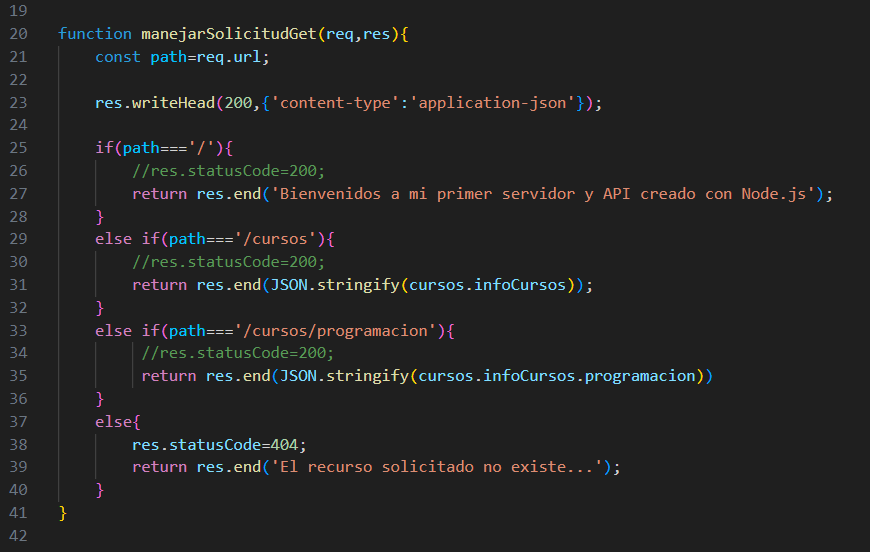 19
20 function manejarSolicitudGet(req,res){
21 const path=req.url;
22
23 res.writeHead(200,{'content-type':'application-json'});
24
25 if(path==='/'){
26 //res.statusCode=200;
27 return res.end('Bienvenidos a mi primer servidor y API creado con Node.js');
28 }
29 else if(path==='/cursos'){
30 //res.statusCode=200;
31 return res.end(JSON.stringify(cursos.infoCursos));
32 }
33 else if(path==='/cursos/programacion'){
34 //res.statusCode=200;
35 return res.end(JSON.stringify(cursos.infoCursos.programacion))
36 }
37 else{
38 res.statusCode=404;
39 return res.end('El recurso solicitado no existe...');
40 }
41 }
42